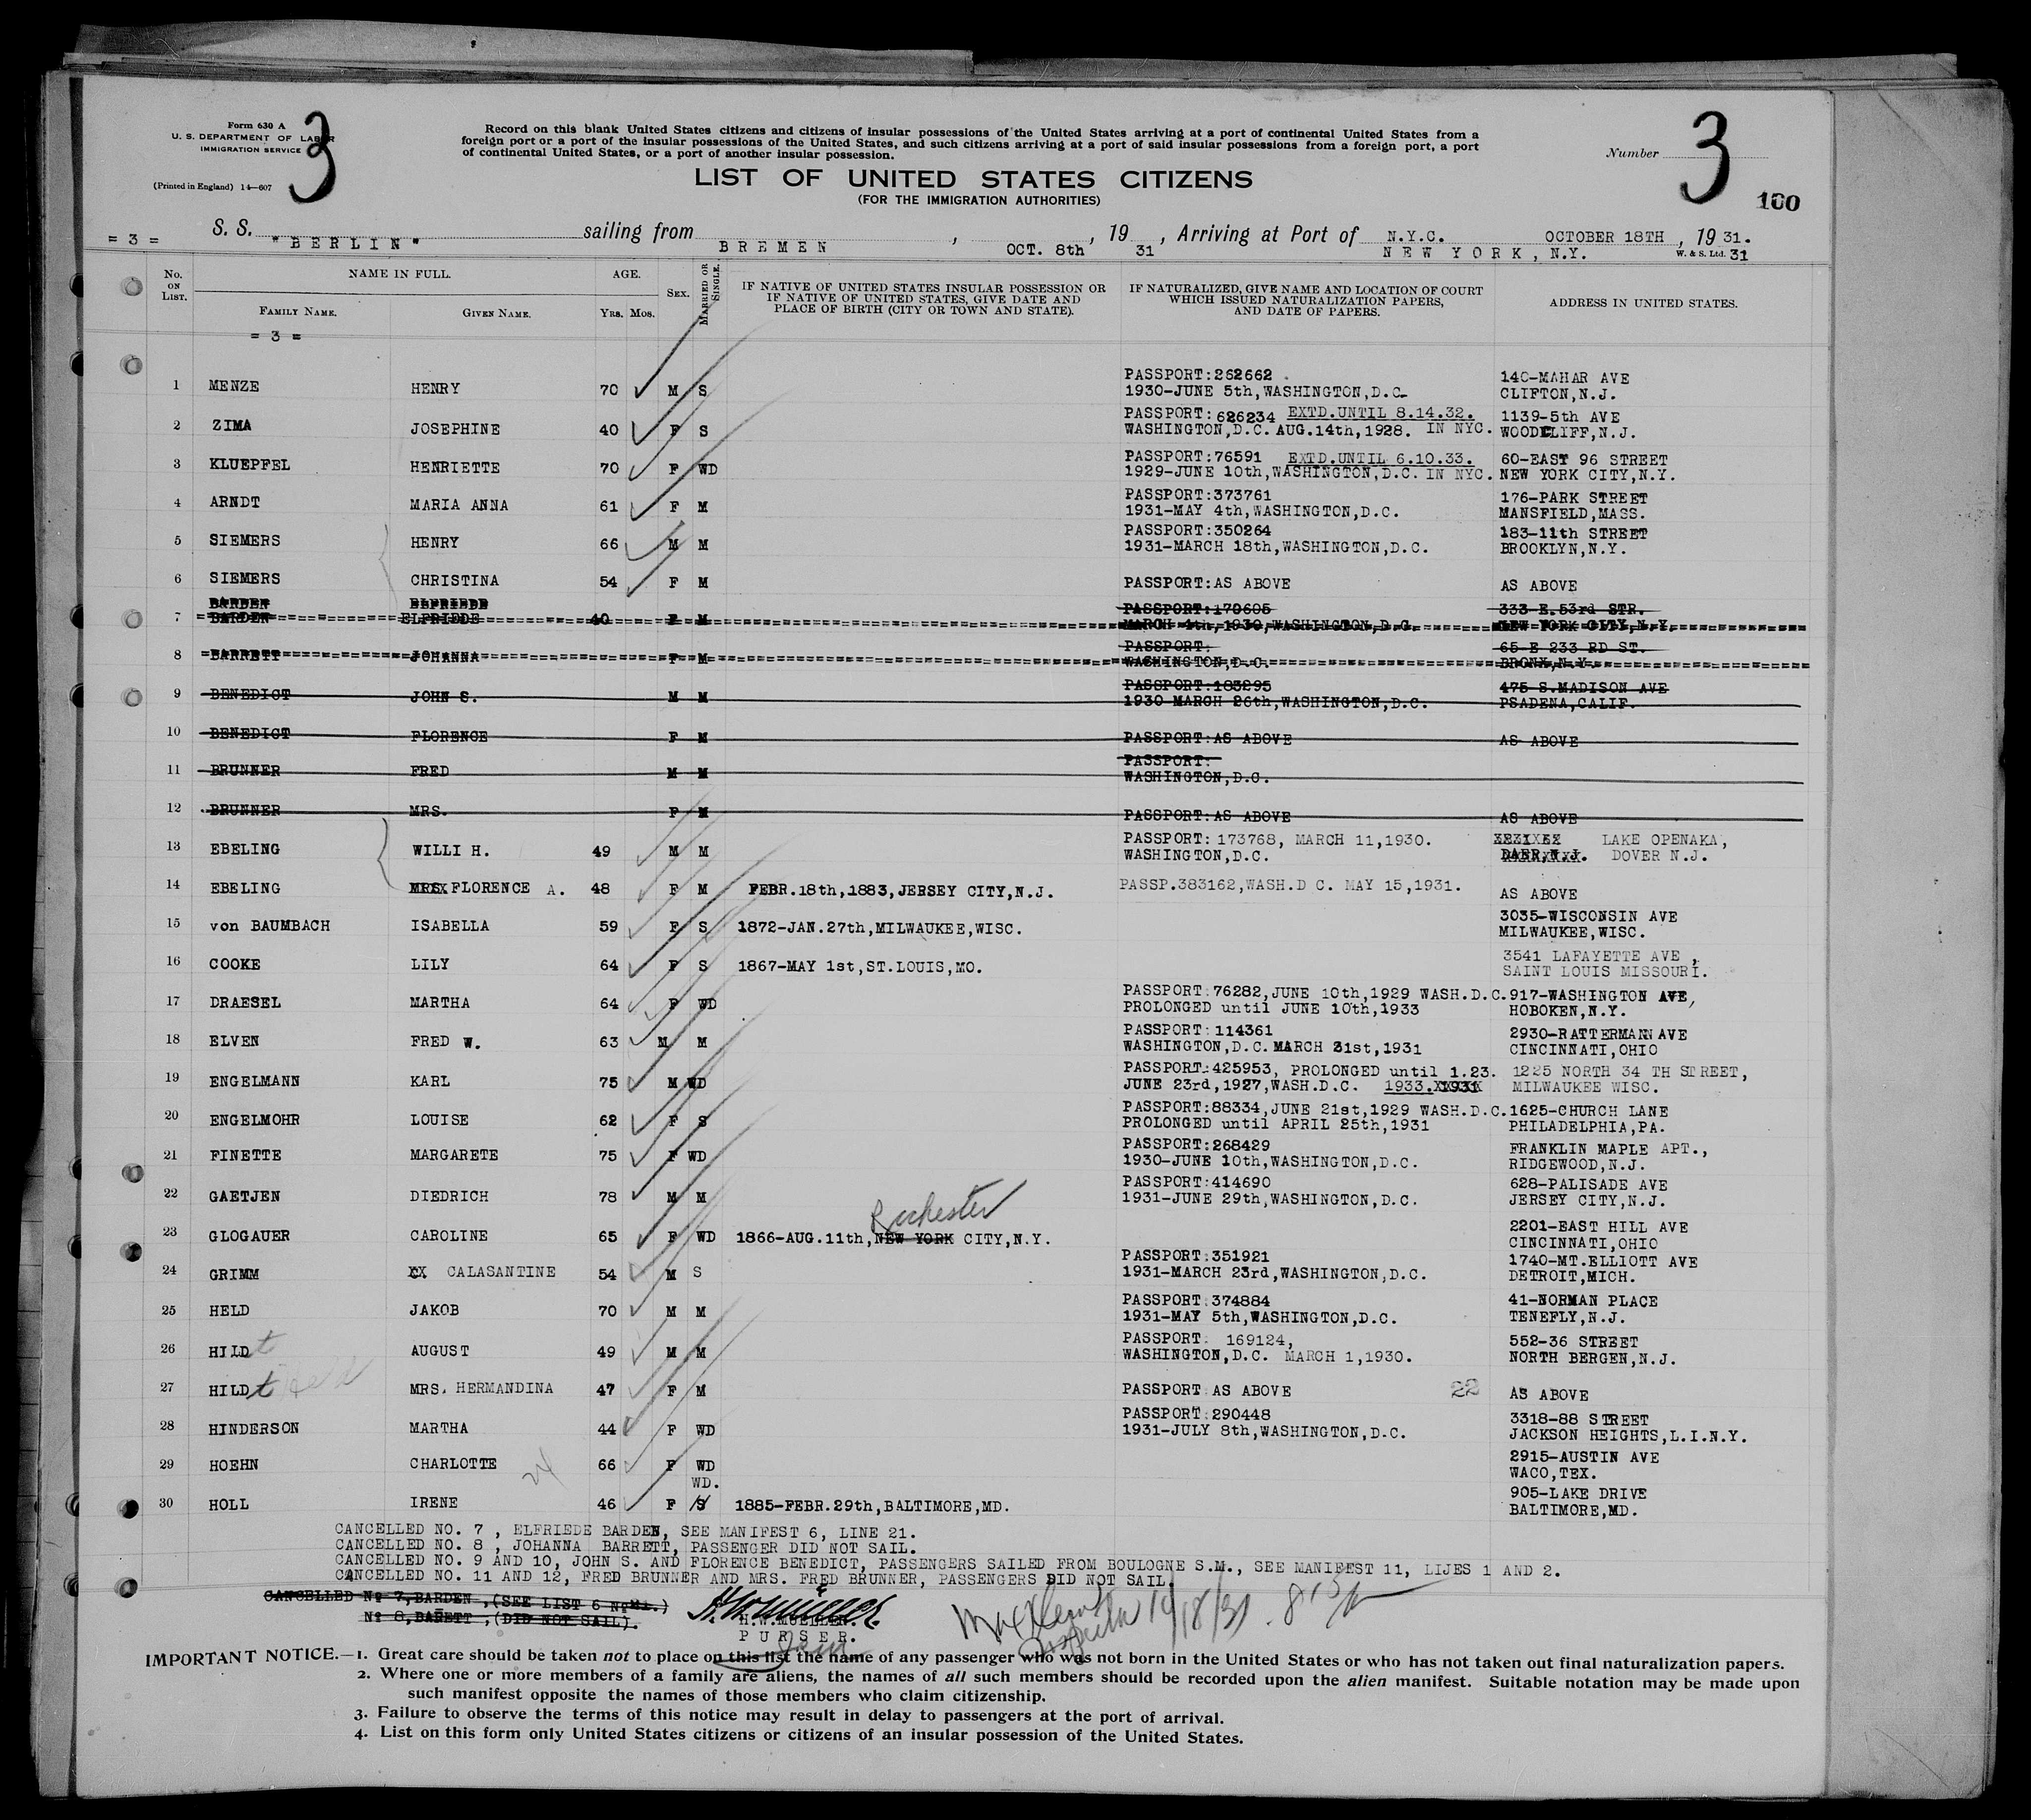 Form 630 A
U. S. DEPARTMENT OF LABOR
IMMIGRATION SERVICE
(Printed in England) 14—607
3
Record on this blank United States citizens and citizens of insular possessions of the United States arriving at a port of continental United States from a
foreign port or a port of the insular possessions of the United States, and such citizens arriving at a port of said insular possessions from a foreign port, a port
of continental United States, or a port of another insular possession.
Number 3
100
LIST OF UNITED STATES CITIZENS
(FOR THE IMMIGRATION AUTHORITIES)
= 3 = S. S. "BERLIN" sailing from BREMEN, OCT. 8th, 19 31, Arriving at Port of N.Y.C. NEW YORK, N.Y. OCTOBER 18TH, 19 31.
W. & S. Ltd. 31
No. ON LIST. NAME IN FULL. AGE. SEX. MARRIED OR SINGLE. IF NATIVE OF UNITED STATES INSULAR POSSESSION OR IF NATIVE OF UNITED STATES, GIVE DATE AND PLACE OF BIRTH (CITY OR TOWN AND STATE). IF NATURALIZED, GIVE NAME AND LOCATION OF COURT WHICH ISSUED NATURALIZATION PAPERS, AND DATE OF PAPERS. ADDRESS IN UNITED STATES.
FAMILY NAME. GIVEN NAME. Yrs. Mos.
= 3 =
1 MENZE HENRY 70 M S PASSPORT:262662 1930-JUNE 5th,WASHINGTON,D.C. 140-MAHAR AVE CLIFTON,N.J.
2 ZIMA JOSEPHINE 40 F S PASSPORT:626234 EXTD.UNTIL 8.14.32. WASHINGTON,D.C. AUG.14th,1928. IN NYC. 1139-5th AVE WOODCLIFF,N.J.
3 KLUEPFEL HENRIETTE 70 F WD PASSPORT:76591 EXTD.UNTIL 6.10.33. 1929-JUNE 10th,WASHINGTON,D.C. IN NYC. 60-EAST 96 STREET NEW YORK CITY,N.Y.
4 ARNDT MARIA ANNA 61 F M PASSPORT:373761 1931-MAY 4th,WASHINGTON,D.C. 176-PARK STREET MANSFIELD,MASS.
5 SIEMERS HENRY 66 M M PASSPORT:350264 1931-MARCH 18th,WASHINGTON,D.C. 183-11th STREET BROOKLYN,N.Y.
6 SIEMERS CHRISTINA 54 F M PASSPORT:AS ABOVE AS ABOVE
BARDEN ELFRIEDE
7 BARDEN ELFRIEDE 40 F M PASSPORT:179605 MARCH 4th,1930,WASHINGTON,D.C. 333 E.53rd STR. NEW YORK CITY,N.Y.
8 BARRETT JOHANNA F M PASSPORT: WASHINGTON,D.C. 65 E 233 RD ST. BRONX,N.Y.
9 BENEDICT JOHN S. M M PASSPORT:183295 1930-MARCH 26th,WASHINGTON,D.C. 475 S.MADISON AVE PSADENA,CALIF.
10 BENEDICT FLORENCE F M PASSPORT:AS ABOVE AS ABOVE
11 BRUNNER FRED M M PASSPORT: WASHINGTON,D.C.
12 BRUNNER MRS. F M PASSPORT:AS ABOVE AS ABOVE
13 EBELING WILLI H. 49 M M PASSPORT: 173768, MARCH 11,1930. WASHINGTON,D.C. LAKE OPENAKA, DOVER N.J.
14 EBELING FLORENCE A. 48 F M FEBR.18th,1883,JERSEY CITY,N.J. PASSP.383162,WASH.D C. MAY 15,1931. AS ABOVE
15 von BAUMBACH ISABELLA 59 F S 1872-JAN.27th,MILWAUKEE,WISC. 3035-WISCONSIN AVE MILWAUKEE,WISC.
16 COOKE LILY 64 F S 1867-MAY 1st,ST.LOUIS,MO. 3541 LAFAYETTE AVE, SAINT LOUIS MISSOURI.
17 DRAESEL MARTHA 64 F WD PASSPORT:76282,JUNE 10th,1929 WASH.D.C. PROLONGED until JUNE 10th,1933 917-WASHINGTON AVE, HOBOKEN,N.Y.
18 ELVEN FRED W. 63 M M PASSPORT:114361 WASHINGTON,D.C. MARCH 31st,1931 2930-RATTERMANN AVE CINCINNATI,OHIO
19 ENGELMANN KARL 75 M WD PASSPORT:425953, PROLONGED until 1.23. JUNE 23rd,1927,WASH.D.C. 1933. 1225 NORTH 34 TH STREET, MILWAUKEE WISC.
20 ENGELMOHR LOUISE 62 F S PASSPORT:88334,JUNE 21st,1929 WASH.D.C. PROLONGED until APRIL 25th,1931 1625-CHURCH LANE PHILADELPHIA,PA.
21 FINETTE MARGARETE 75 F WD PASSPORT:268429 1930-JUNE 10th,WASHINGTON,D.C. FRANKLIN MAPLE APT., RIDGEWOOD,N.J.
22 GAETJEN DIEDRICH 78 M M PASSPORT:414690 1931-JUNE 29th,WASHINGTON,D.C. 628-PALISADE AVE JERSEY CITY,N.J.
Rochester
23 GLOGAUER CAROLINE 65 F WD 1866-AUG.11th,NEW YORK CITY,N.Y. 2201-EAST HILL AVE CINCINNATI,OHIO
24 GRIMM CALASANTINE 54 M S PASSPORT:351921 1931-MARCH 23rd,WASHINGTON,D.C. 1740-MT.ELLIOTT AVE DETROIT,MICH.
25 HELD JAKOB 70 M M PASSPORT:374884 1931-MAY 5th,WASHINGTON,D.C. 41-NORMAN PLACE TENEFLY,N.J.
26 HILDt AUGUST 49 M M PASSPORT: 169124, WASHINGTON,D.C. MARCH 1,1930. 552-36 STREET NORTH BERGEN,N.J.
27 HILDt MRS. HERMANDINA 47 F M PASSPORT:AS ABOVE 22 AS ABOVE
28 HINDERSON MARTHA 44 F WD PASSPORT:290448 1931-JULY 8th,WASHINGTON,D.C. 3318-88 STREET JACKSON HEIGHTS,L.I.N.Y.
29 HOEHN CHARLOTTE 24 66 F WD 2915-AUSTIN AVE WACO,TEX.
WD.
30 HOLL IRENE 46 F S 1885-FEBR.29th,BALTIMORE,MD. 905-LAKE DRIVE BALTIMORE,MD.
CANCELLED NO. 7 , ELFRIEDE BARDEN, SEE MANIFEST 6, LINE 21.
CANCELLED NO. 8 , JOHANNA BARRETT, PASSENGER DID NOT SAIL.
CANCELLED NO. 9 AND 10, JOHN S. AND FLORENCE BENEDICT, PASSENGERS SAILED FROM BOULOGNE S.M., SEE MANIFEST 11, LIJES 1 AND 2.
CANCELLED NO. 11 AND 12, FRED BRUNNER AND MRS. FRED BRUNNER, PASSENGERS DID NOT SAIL.
CANCELLED Nº 7,BARDEN,(SEE LIST 6
Nº 8,BARETT,(DID NOT SAIL).
H.W.MUELLER.
PURSER.
10/18/31
IMPORTANT NOTICE.—1. Great care should be taken not to place on this list the name of any passenger who was not born in the United States or who has not taken out final naturalization papers.
2. Where one or more members of a family are aliens, the names of all such members should be recorded upon the alien manifest. Suitable notation may be made upon
such manifest opposite the names of those members who claim citizenship.
3. Failure to observe the terms of this notice may result in delay to passengers at the port of arrival.
4. List on this form only United States citizens or citizens of an insular possession of the United States.